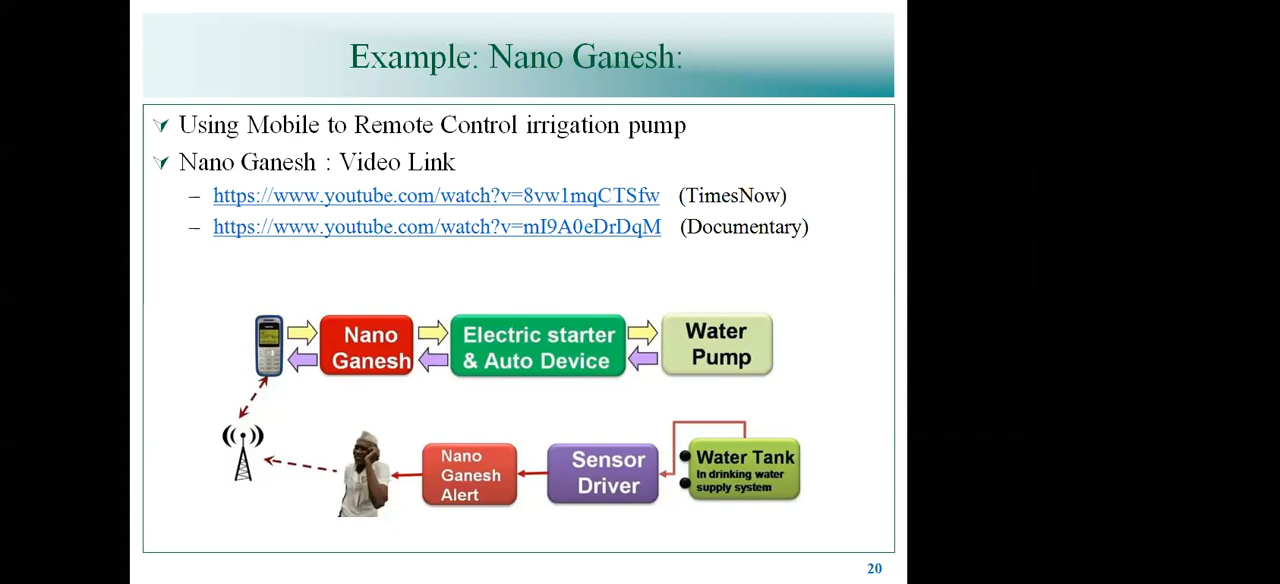 Example: Nano Ganesh:
Using Mobile to Remote Control irrigation pump
Nano Ganesh : Video Link
– https://www.youtube.com/watch?v=8vw1mqCTSfw (TimesNow)
– https://www.youtube.com/watch?v=mI9A0eDrDqM (Documentary)
Nano
Ganesh
Electric starter
& Auto Device
Water
Pump
Nano
Ganesh
Alert
Sensor
Driver
Water Tank
In drinking water
supply system
20